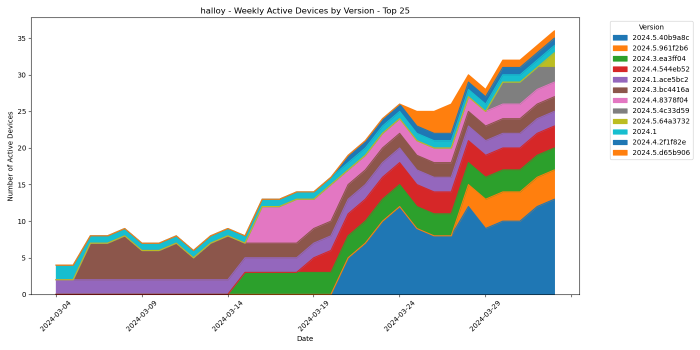 halloy - Weekly Active Devices by Version - Top 25
Number of Active Devices
35
30
25
20
15
10
5
0
2024-03-04
2024-03-09
2024-03-14
2024-03-19
2024-03-24
2024-03-29
Date
Version
2024.5.40b9a8c
2024.5.961f2b6
2024.3.ea3ff04
2024.4.544eb52
2024.1.ace5bc2
2024.3.bc4416a
2024.4.8378f04
2024.5.4c33d59
2024.5.64a3732
2024.1
2024.4.2f1f82e
2024.5.d65b906